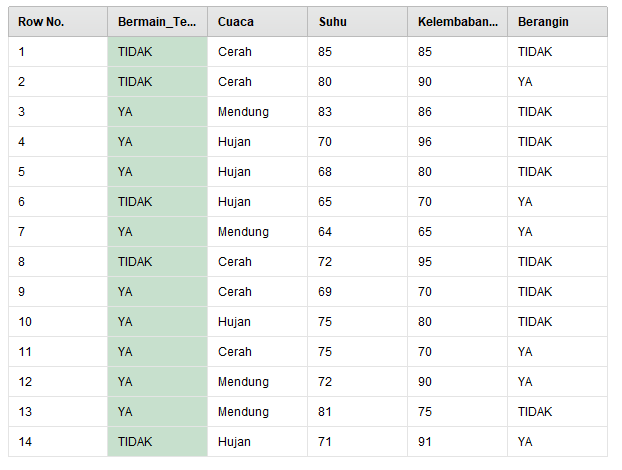 Row No. Bermain_Te... Cuaca Suhu Kelembaban... Berangin
1 TIDAK Cerah 85 85 TIDAK
2 TIDAK Cerah 80 90 YA
3 YA Mendung 83 86 TIDAK
4 YA Hujan 70 96 TIDAK
5 YA Hujan 68 80 TIDAK
6 TIDAK Hujan 65 70 YA
7 YA Mendung 64 65 YA
8 TIDAK Cerah 72 95 TIDAK
9 YA Cerah 69 70 TIDAK
10 YA Hujan 75 80 TIDAK
11 YA Cerah 75 70 YA
12 YA Mendung 72 90 YA
13 YA Mendung 81 75 TIDAK
14 TIDAK Hujan 71 91 YA